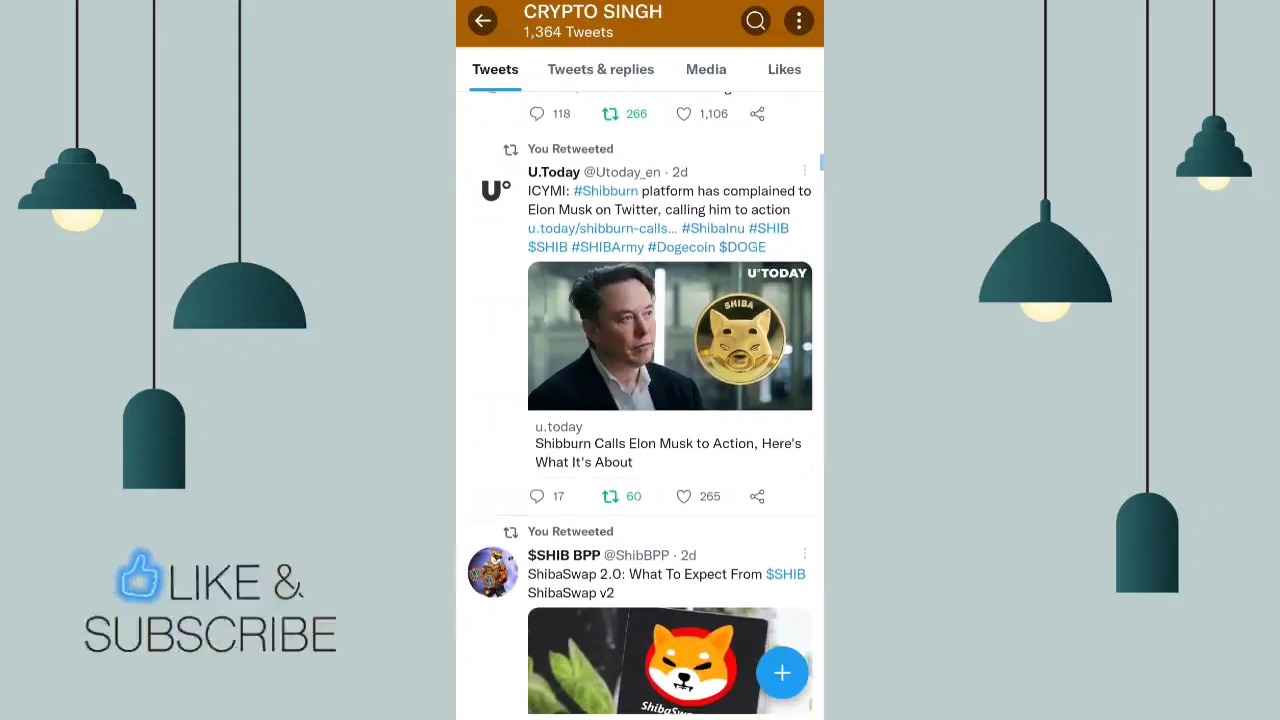 CRYPTO SINGH
1,364 Tweets
Tweets
Tweets & replies
Media
Likes
118
266
1,106
You Retweeted
U.Today @Utoday_en · 2d
ICYMI: #Shibburn platform has complained to
Elon Musk on Twitter, calling him to action
u.today/shibburn-calls... #ShibaInu #SHIB
$SHIB #SHIBArmy #Dogecoin $DOGE
U°
U°TODAY
SHIBA
u.today
Shibburn Calls Elon Musk to Action, Here's
What It's About
17
60
265
You Retweeted
$SHIB BPP @ShibBPP · 2d
ShibaSwap 2.0: What To Expect From $SHIB
ShibaSwap v2
LIKE &
SUBSCRIBE